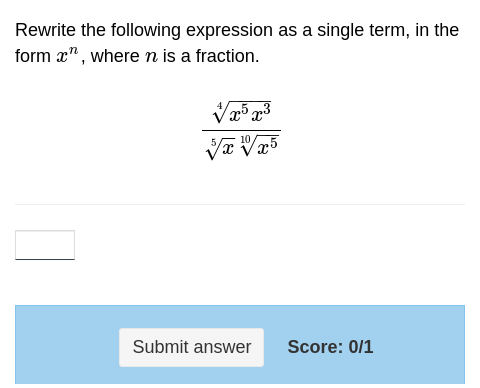 Rewrite the following expression as a single term, in the
form xⁿ, where n is a fraction.
\frac{\sqrt[4]{x^5 x^3}}{\sqrt[5]{x} \sqrt[10]{x^5}}
Submit answer Score: 0/1